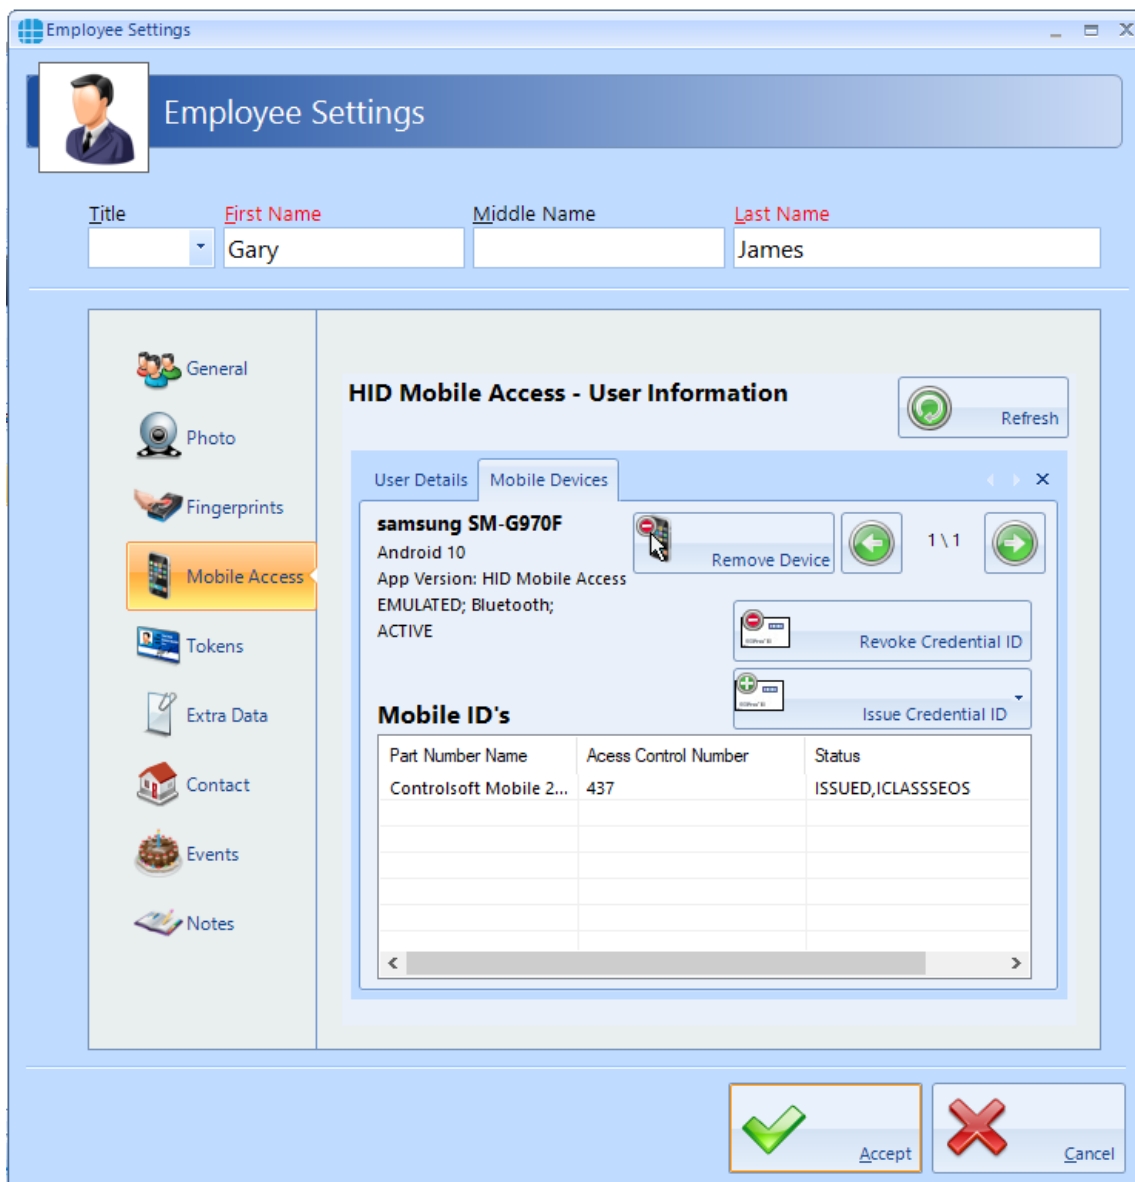 Employee Settings
Employee Settings
Title First Name Middle Name Last Name
Gary James
General
Photo
Fingerprints
Mobile Access
Tokens
Extra Data
Contact
Events
Notes
HID Mobile Access - User Information
Refresh
User Details Mobile Devices
samsung SM-G970F
Android 10
App Version: HID Mobile Access
EMULATED; Bluetooth;
ACTIVE
Remove Device
1 \ 1
Revoke Credential ID
Issue Credential ID
Mobile ID's
Part Number Name Acess Control Number Status
Controlsoft Mobile 2... 437 ISSUED,ICLASSSEOS
Accept
Cancel